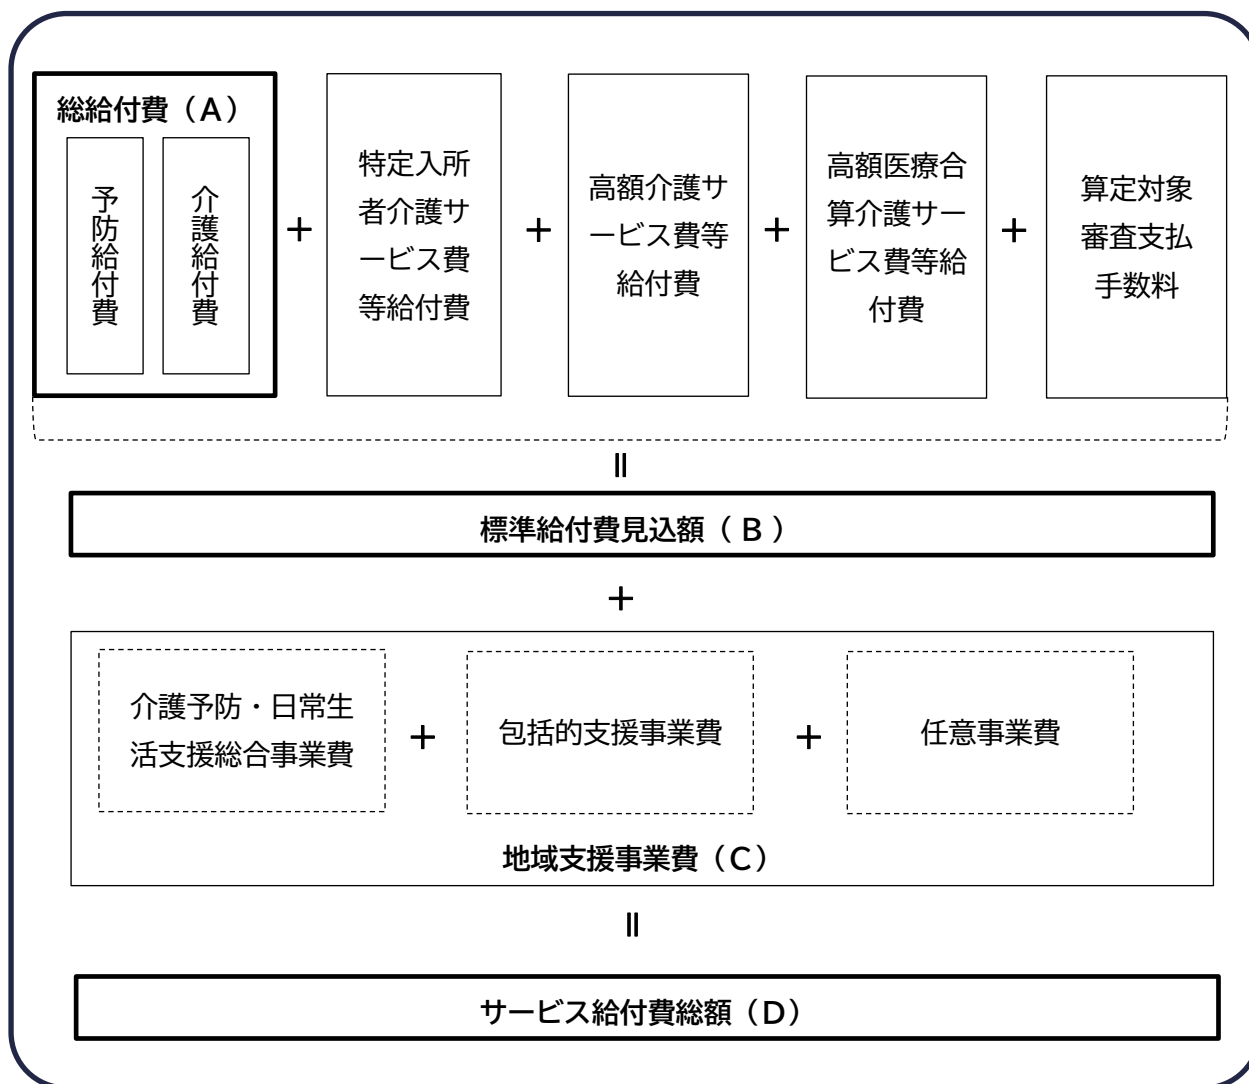 総給付費（A）
予防給付費
介護給付費
＋
特定入所
者介護サ
ービス費
等給付費
＋
高額介護サ
ービス費等
給付費
＋
高額医療合
算介護サー
ビス費等給
付費
＋
算定対象
審査支払
手数料
＝
標準給付費見込額（ B ）
＋
介護予防・日常生
活支援総合事業費
＋
包括的支援事業費
＋
任意事業費
地域支援事業費（C）
＝
サービス給付費総額（D）